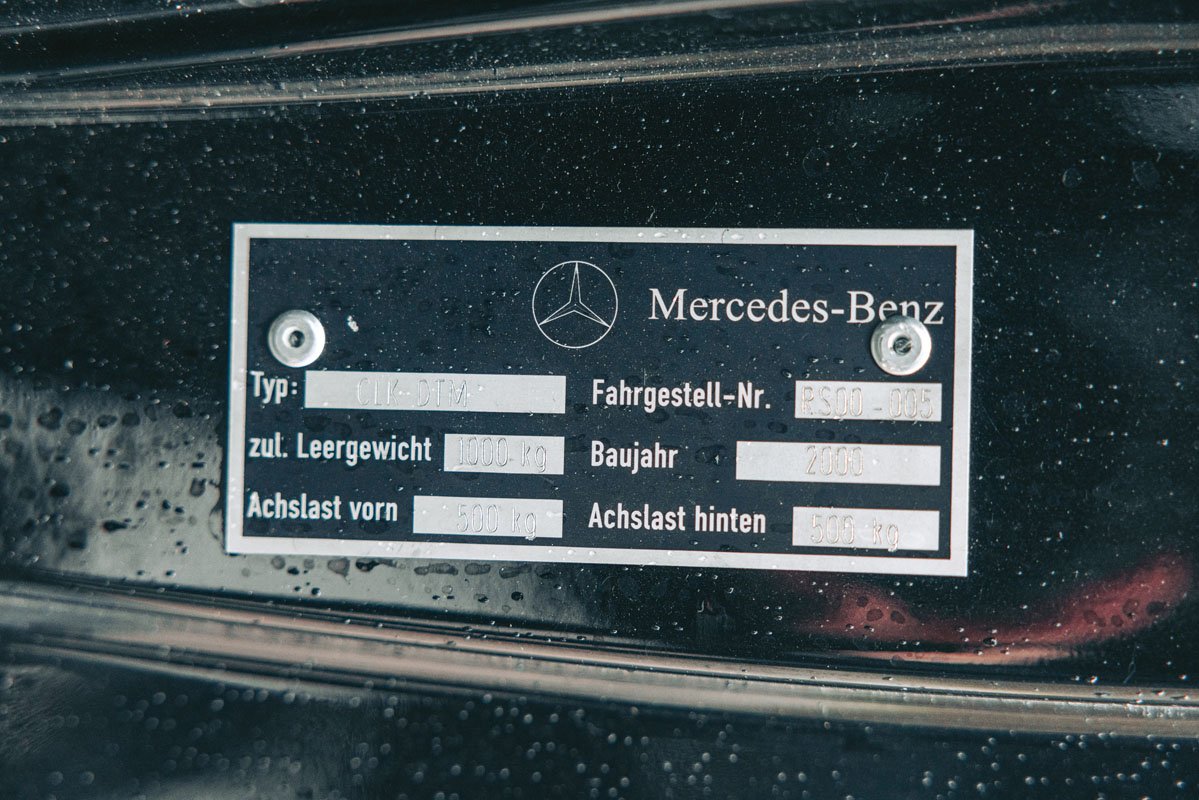 Mercedes-Benz
Typ: CLK-DTM Fahrgestell-Nr. RS00-005
zul. Leergewicht 1000 kg Baujahr 2000
Achslast vorn 500 kg Achslast hinten 500 kg